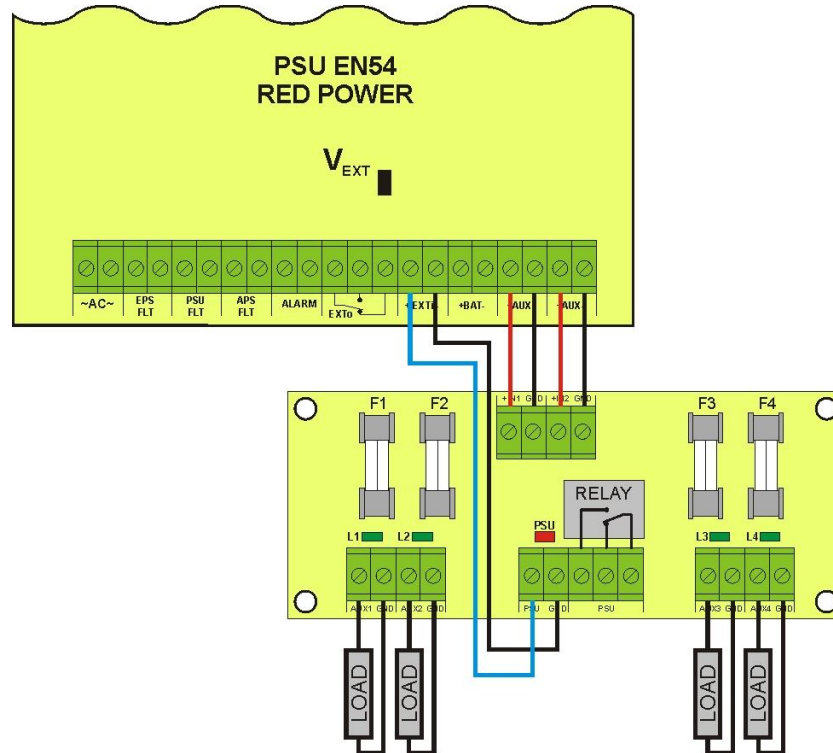 PSU EN54
RED POWER
VEXT
~AC~ EPS FLT PSU FLT APS FLT ALARM EXTo +EXTi- +BAT- +AUX- +AUX-
+IN1 GND +IN2 GND
F1 F2 F3 F4
RELAY
PSU
L1 L2 L3 L4
AUX1 GND AUX2 GND PSU GND PSU AUX3 GND AUX4 GND
LOAD LOAD LOAD LOAD